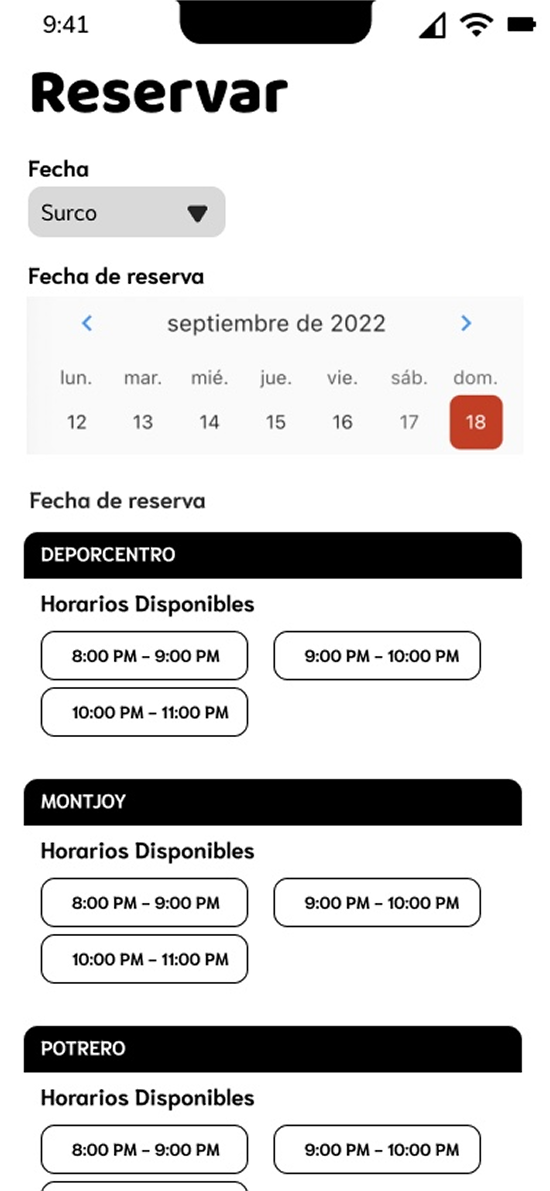 9:41
Reservar
Fecha
Surco
Fecha de reserva
septiembre de 2022
lun. mar. mié. jue. vie. sáb. dom.
12 13 14 15 16 17 18
Fecha de reserva
DEPORCENTRO
Horarios Disponibles
8:00 PM – 9:00 PM 9:00 PM – 10:00 PM
10:00 PM – 11:00 PM
MONTJOY
Horarios Disponibles
8:00 PM – 9:00 PM 9:00 PM – 10:00 PM
10:00 PM – 11:00 PM
POTRERO
Horarios Disponibles
8:00 PM – 9:00 PM 9:00 PM – 10:00 PM